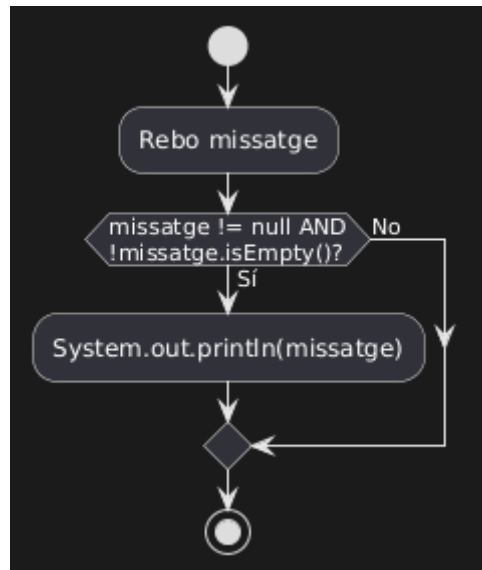 Rebo missatge
missatge != null AND
!missatge.isEmpty()?
No
Sí
System.out.println(missatge)